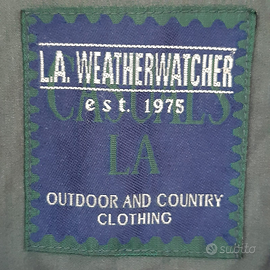 L.A. WEATHERWATCHER
est. 1975
CASUALS
LA
OUTDOOR AND COUNTRY
CLOTHING
subito